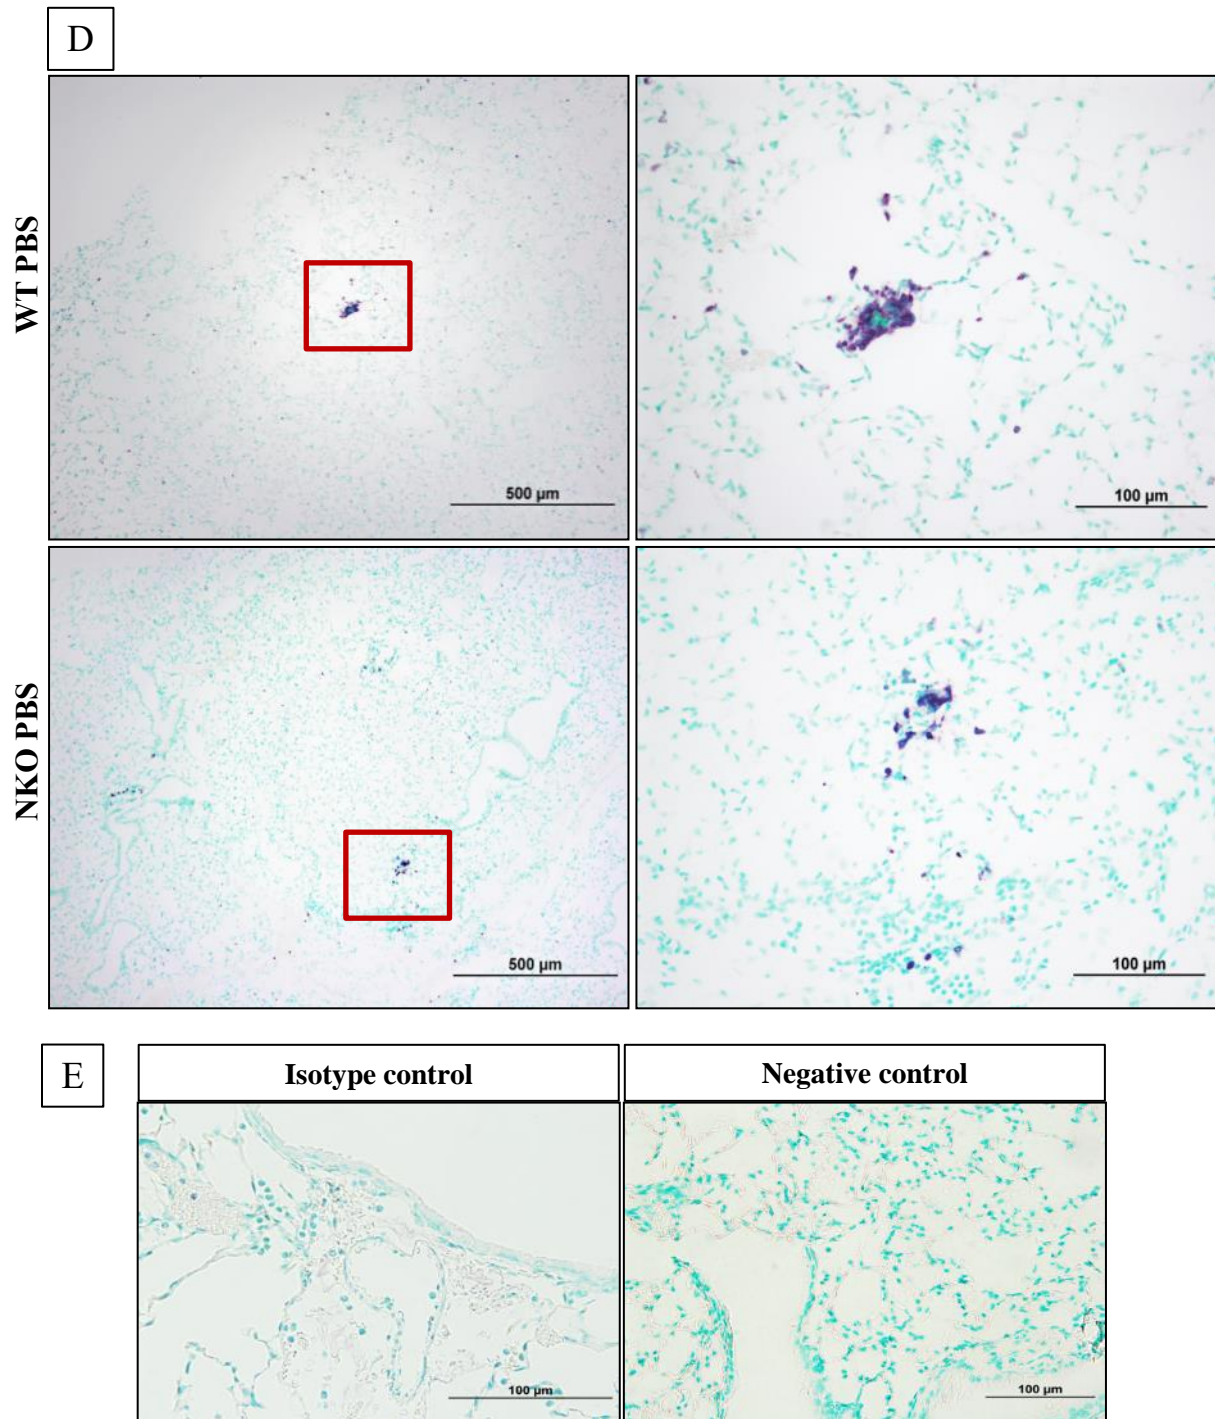 D
WT PBS
500 µm
100 µm
NKO PBS
500 µm
100 µm
E
Isotype control
Negative control
100 µm
100 µm